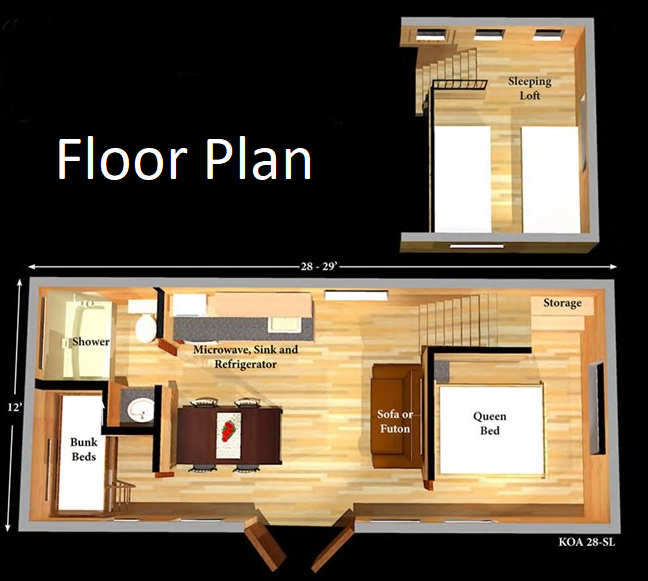 Sleeping
Loft
Floor Plan
28 - 29'
Storage
Shower
Microwave, Sink and
Refrigerator
12'
Sofa or
Futon
Queen
Bed
Bunk
Beds
KOA 28-SL